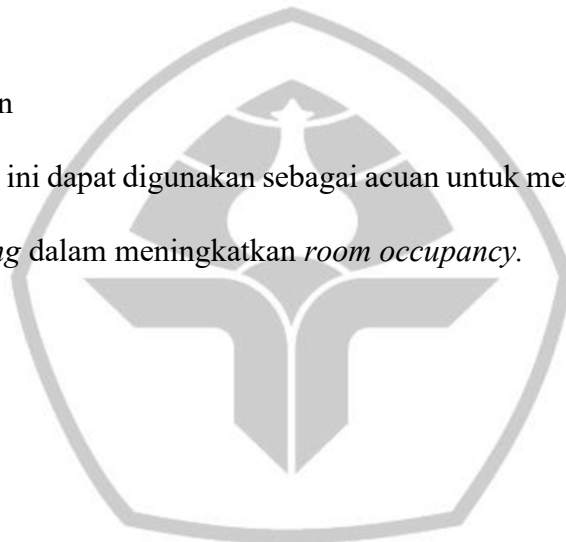 n
ini dapat digunakan sebagai acuan untuk me
g dalam meningkatkan room occupancy.